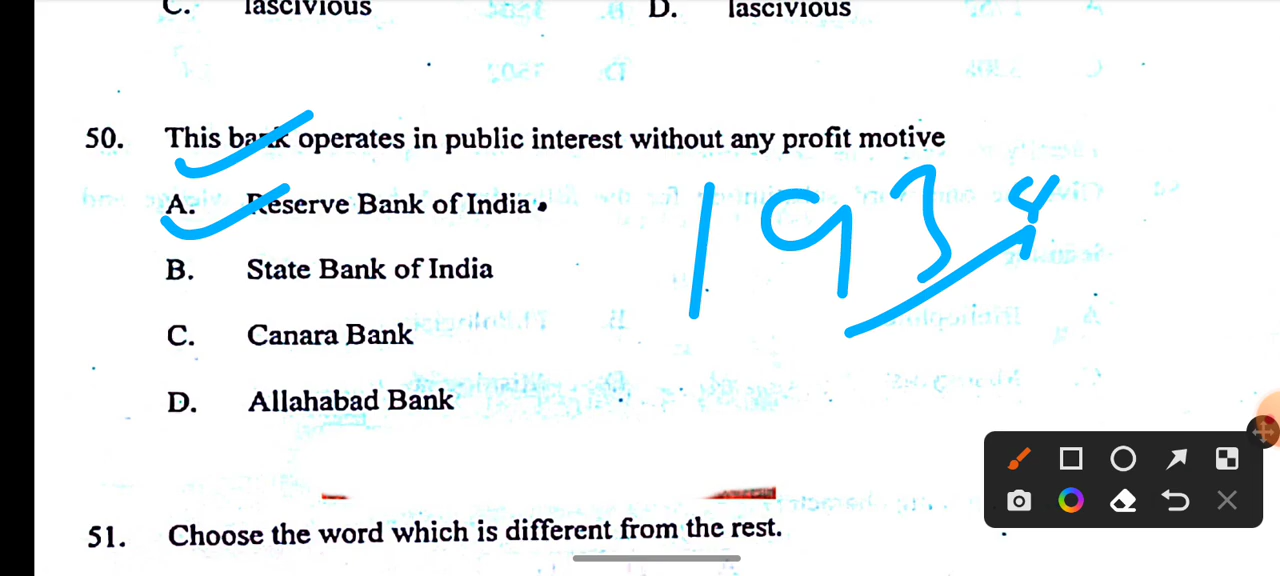 C. lascivious D. lascivious
50. This bank operates in public interest without any profit motive
A. Reserve Bank of India
B. State Bank of India
C. Canara Bank
D. Allahabad Bank
193
51. Choose the word which is different from the rest.